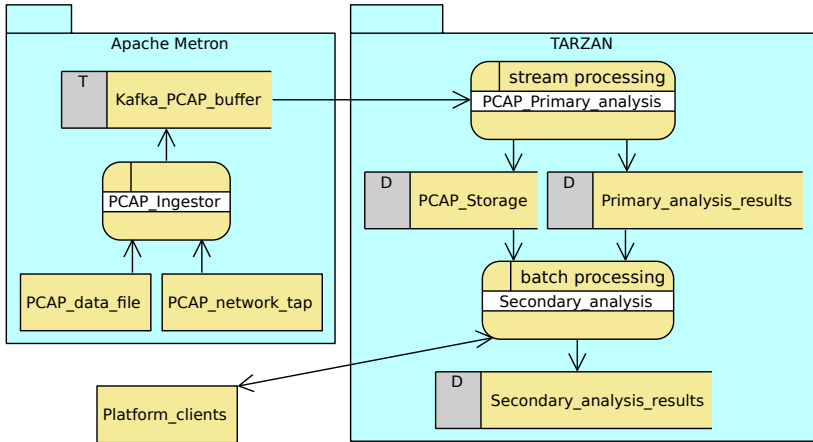 Apache Metron
T
Kafka_PCAP_buffer
PCAP_Ingestor
PCAP_data_file
PCAP_network_tap
TARZAN
stream processing
PCAP_Primary_analysis
D
PCAP_Storage
D
Primary_analysis_results
batch processing
Secondary_analysis
D
Secondary_analysis_results
Platform_clients